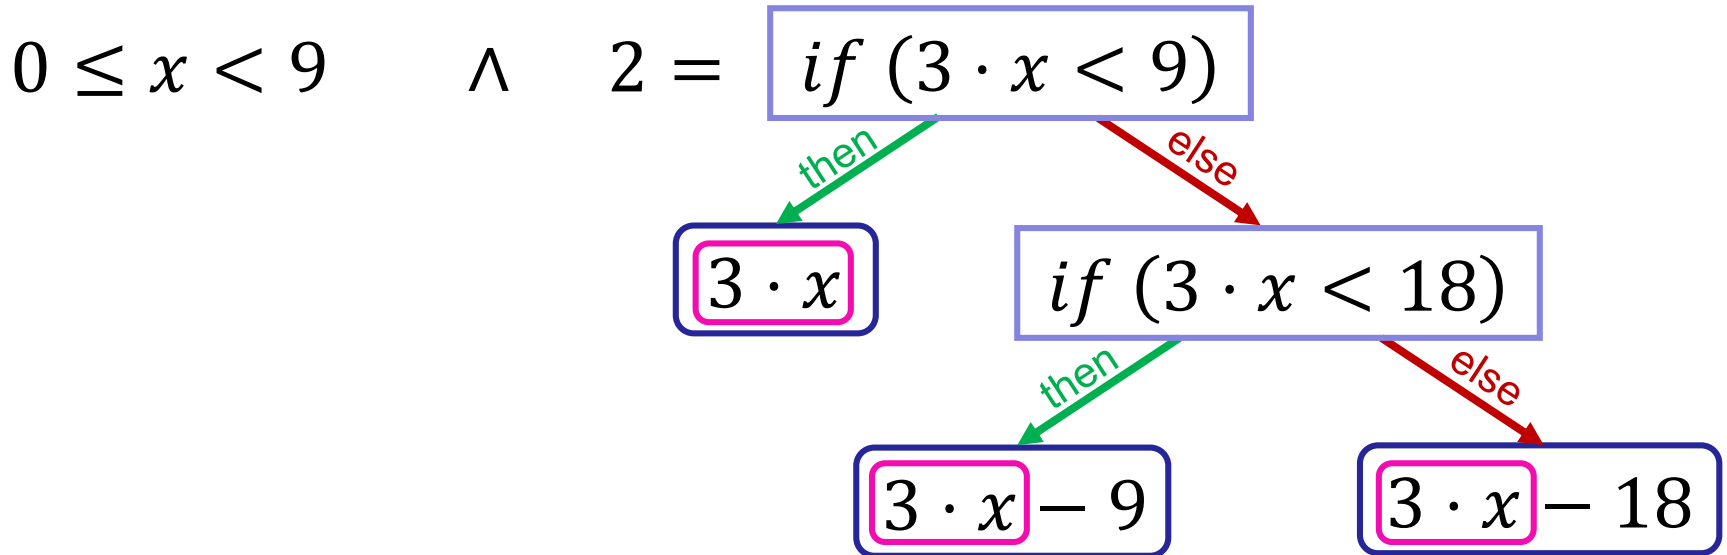 0 ≤ x < 9 ∧ 2 = if (3 · x < 9)
then else
3 · x if (3 · x < 18)
then else
3 · x − 9 3 · x − 18